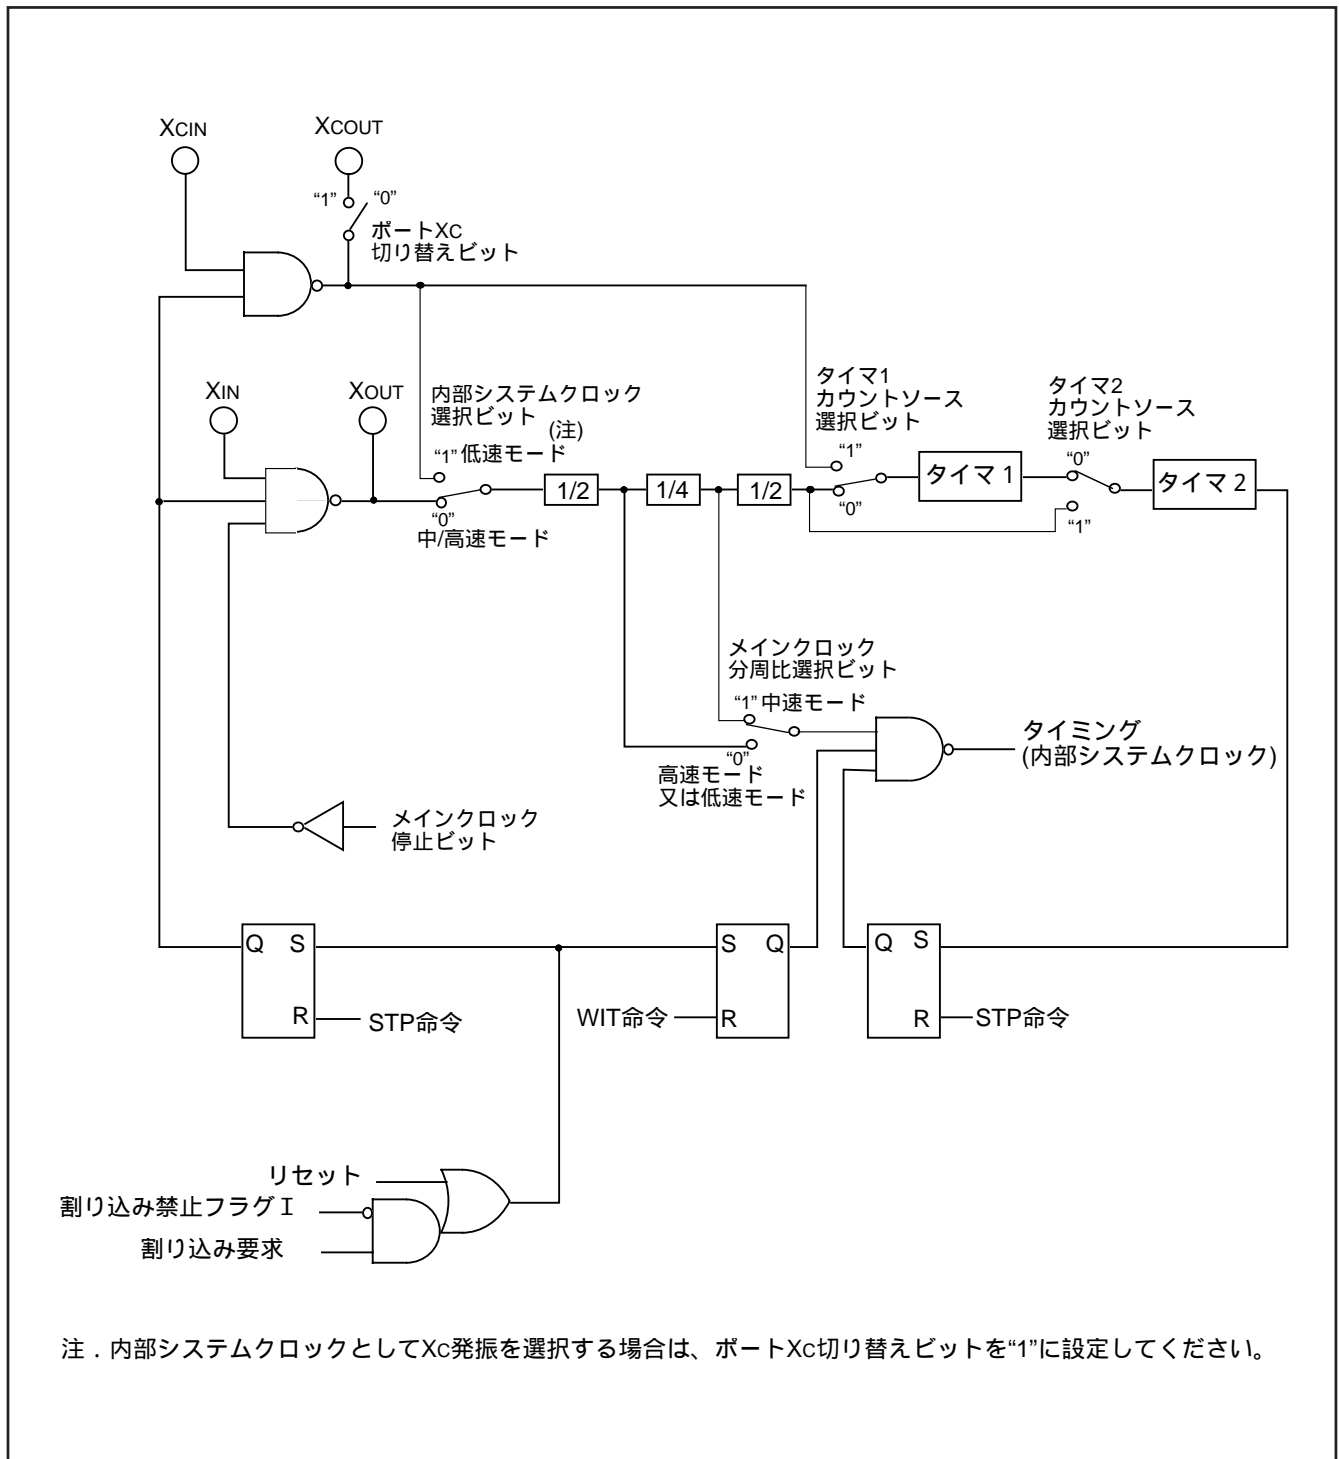 XCIN
XCOUT
“1” “0”
ポートXC
切り替えビット
XIN
XOUT
内部システムクロック
選択ビット
(注)
“1” 低速モード
“0”
中/高速モード
1/2
1/4
1/2
タイマ1
カウントソース
選択ビット
“1”
“0”
タイマ 1
タイマ2
カウントソース
選択ビット
“0”
“1”
タイマ 2
メインクロック
分周比選択ビット
“1” 中速モード
“0”
高速モード
又は低速モード
タイミング
(内部システムクロック)
メインクロック
停止ビット
Q S
R
STP命令
S Q
R
WIT命令
Q S
R
STP命令
リセット
割り込み禁止フラグ I
割り込み要求
注．内部システムクロックとしてXC発振を選択する場合は、ポートXC切り替えビットを“1”に設定してください。